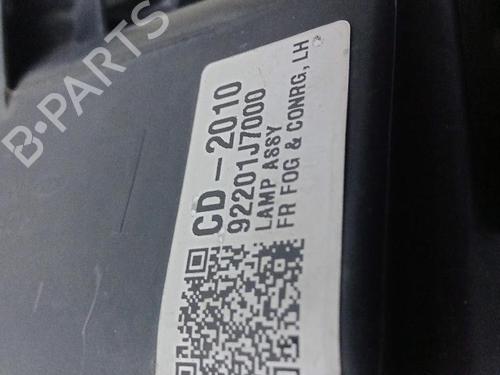 B-PARTS
CD-2010
92201J7000
LAMP ASSY
FR FOG & CONRG, LH